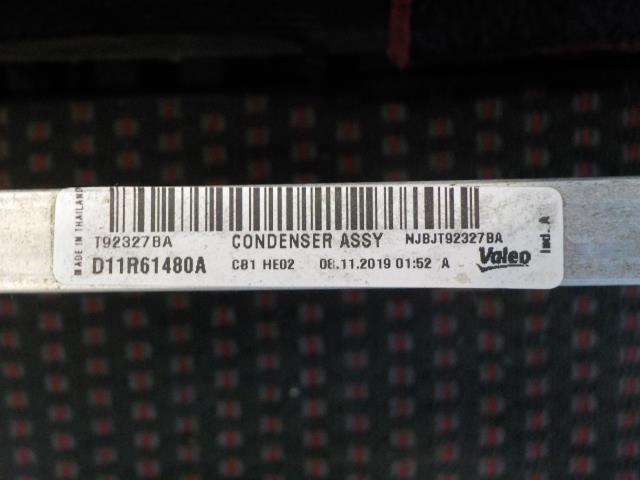 MADE IN THAILAND
T92327BA CONDENSER ASSY NJBJT92327BA
D11R61480A CB1 HE02 08.11.2019 01:52 A Valeo
Ind. A